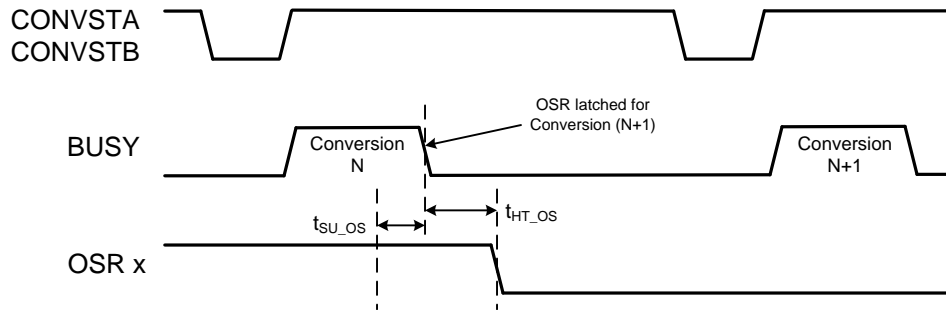 CONVSTA
CONVSTB
OSR latched for
Conversion (N+1)
BUSY
Conversion
N
Conversion
N+1
tSU_OS
tHT_OS
OSR x